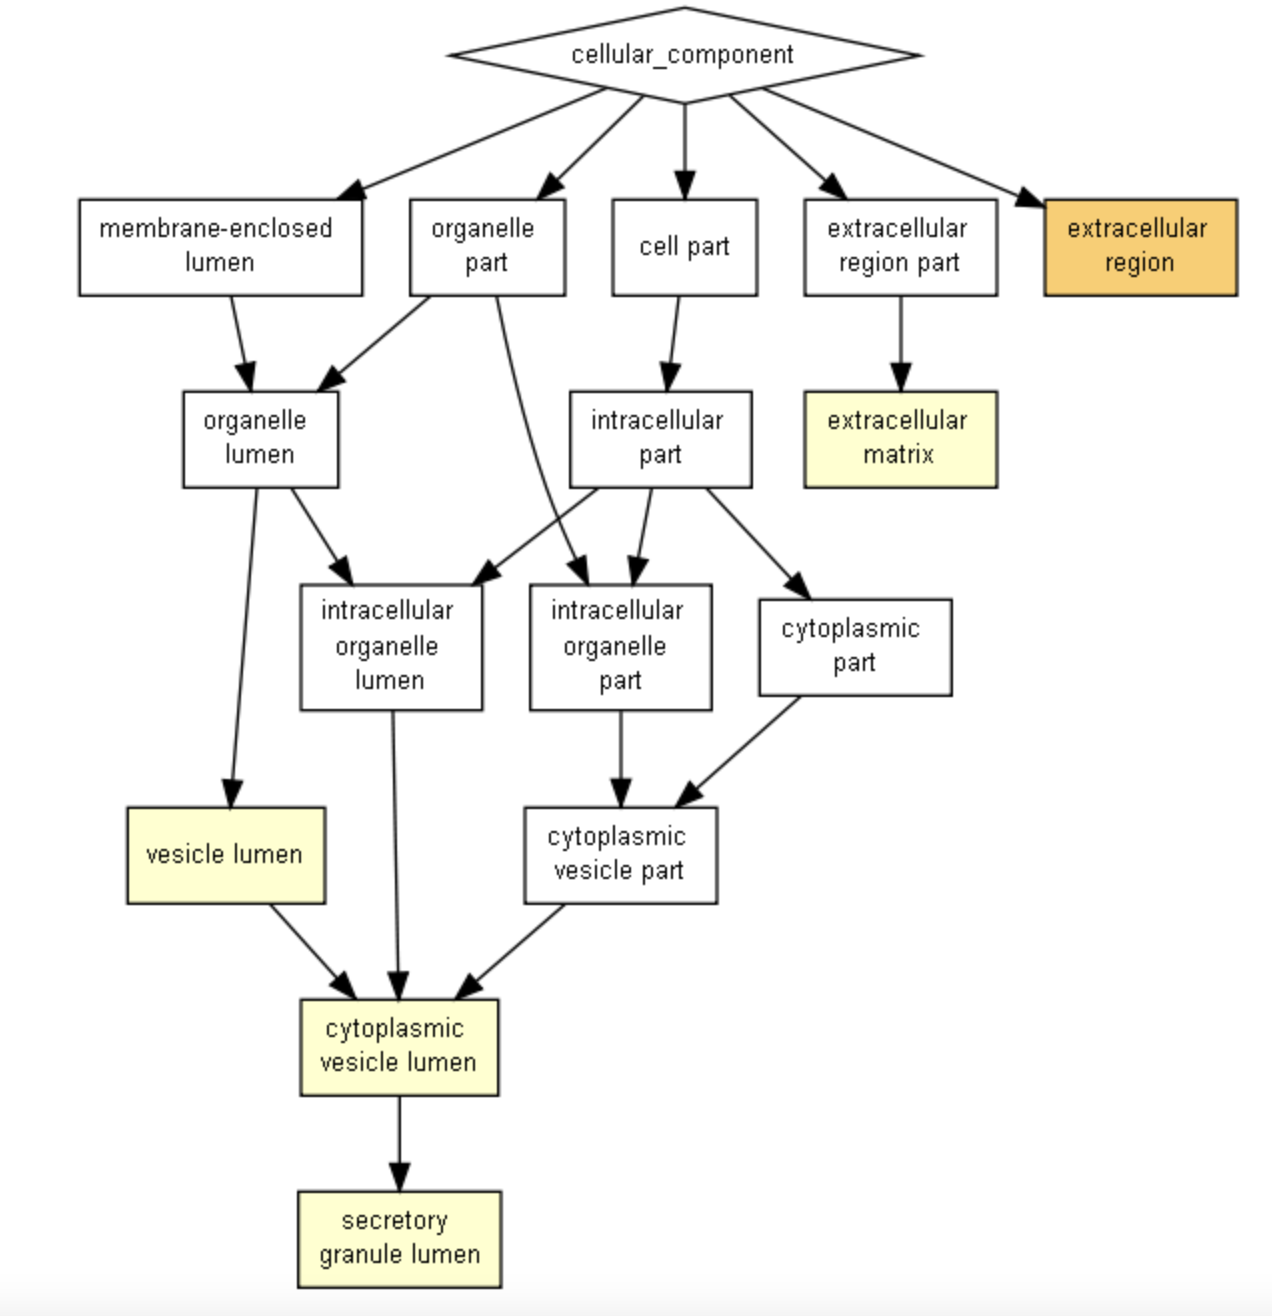 cellular_component
membrane-enclosed
lumen
organelle
part
cell part
extracellular
region part
extracellular
region
organelle
lumen
intracellular
part
extracellular
matrix
intracellular
organelle
lumen
intracellular
organelle
part
cytoplasmic
part
vesicle lumen
cytoplasmic
vesicle part
cytoplasmic
vesicle lumen
secretory
granule lumen